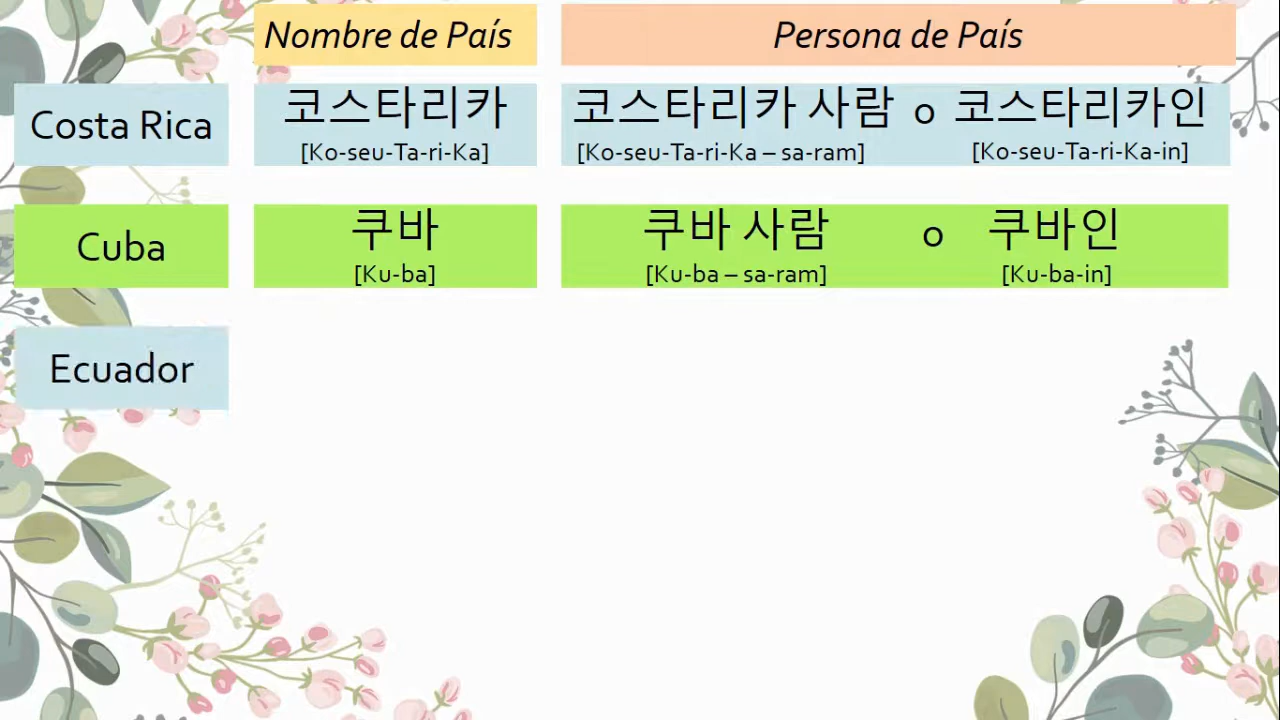 Nombre de País
Persona de País
Costa Rica
코스타리카
[Ko-seu-Ta-ri-Ka]
코스타리카 사람 o 코스타리카인
[Ko-seu-Ta-ri-Ka – sa-ram]
[Ko-seu-Ta-ri-Ka-in]
Cuba
쿠바
[Ku-ba]
쿠바 사람 o 쿠바인
[Ku-ba – sa-ram]
[Ku-ba-in]
Ecuador